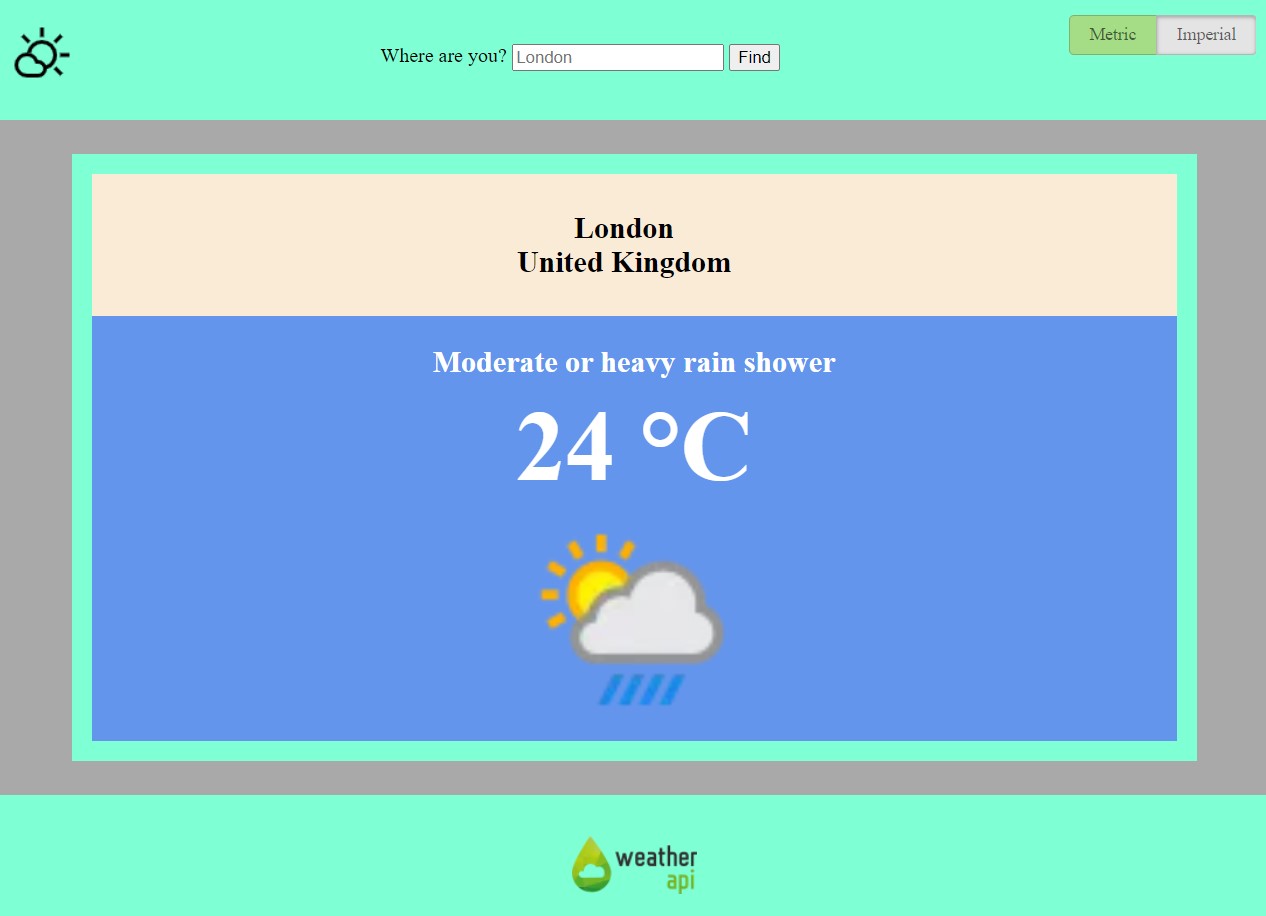 Where are you? London Find
Metric Imperial
London
United Kingdom
Moderate or heavy rain shower
24 °C
weather
api